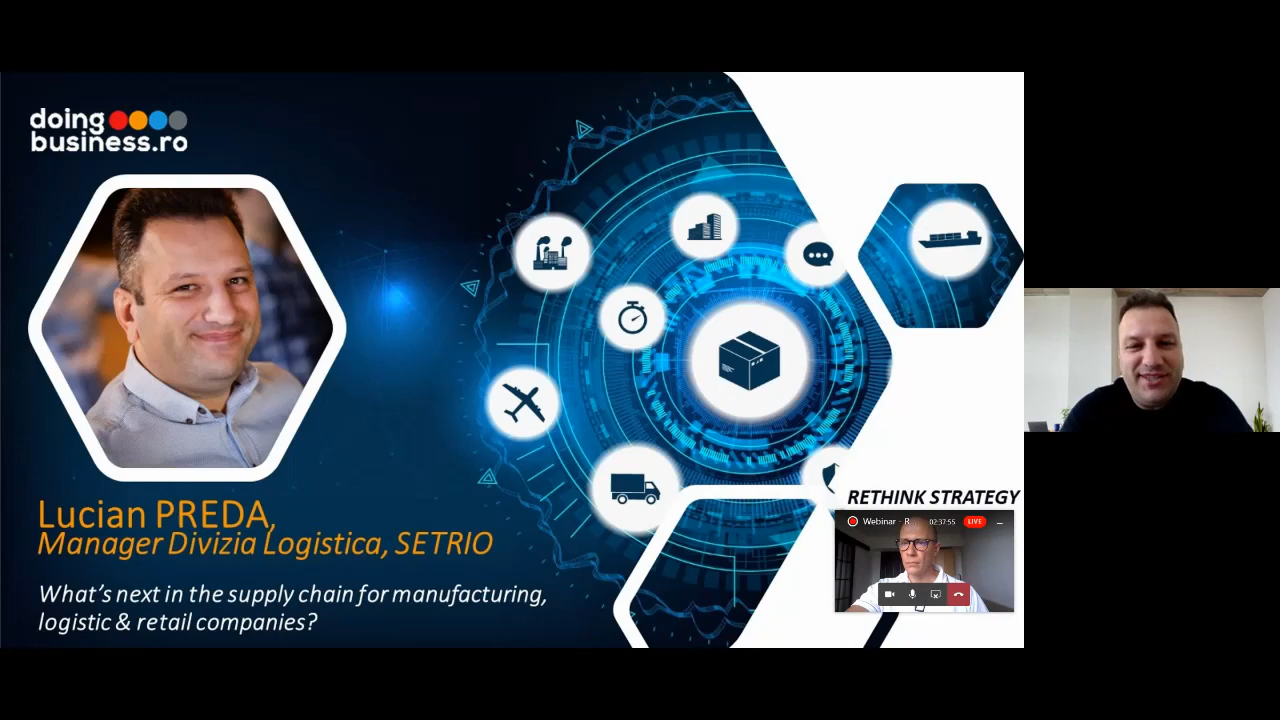 doing
business.ro
Lucian PREDA,
Manager Divizia Logistica, SETRIO
What's next in the supply chain for manufacturing,
logistic & retail companies?
RETHINK STRATEGY
Webinar - R 02:37:55 LIVE